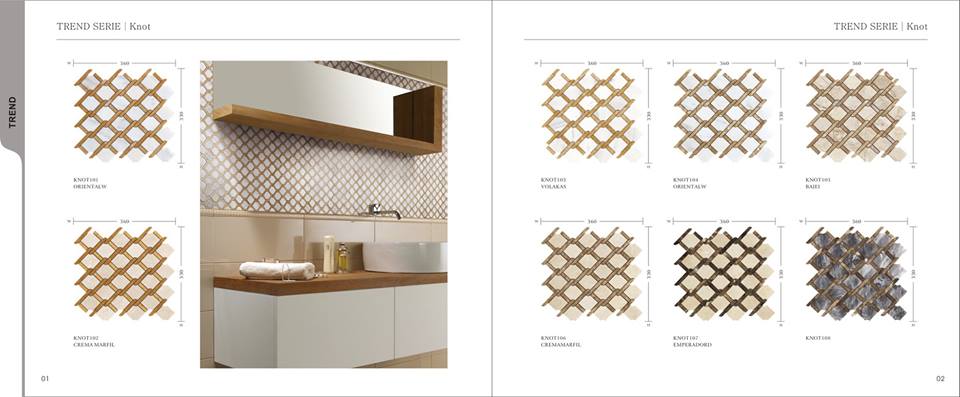 TREND SERIE | Knot
TREND SERIE | Knot
TREND
W 360
330
H
KNOT101
ORIENTALW
W 360
330
H
KNOT102
CREMA MARFIL
01
W 360
330
H
KNOT103
VOLAKAS
W 360
330
H
KNOT104
ORIENTALW
W 360
330
H
KNOT105
BAIEI
W 360
330
H
KNOT106
CREMAMARFIL
W 360
330
H
KNOT107
EMPERADORD
W 360
330
H
KNOT108
02